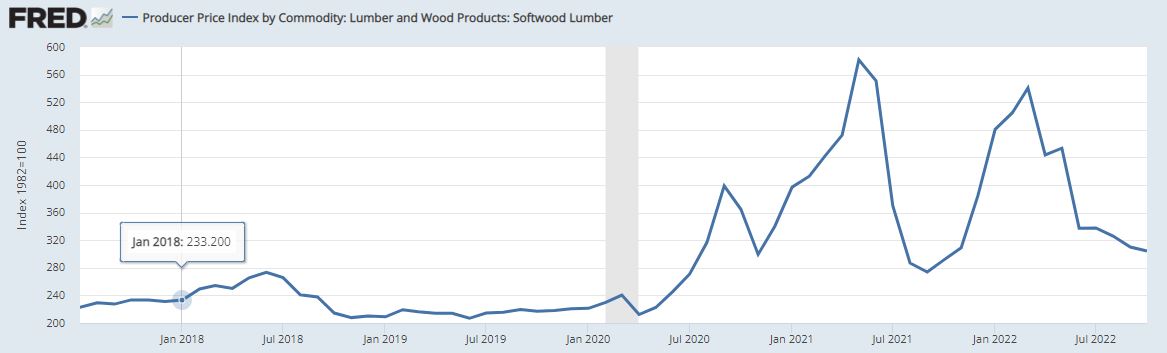 FRED
Producer Price Index by Commodity: Lumber and Wood Products: Softwood Lumber
600
560
520
480
440
400
360
320
280
240
200
Index 1982=100
Jan 2018: 233.200
Jan 2018
Jul 2018
Jan 2019
Jul 2019
Jan 2020
Jul 2020
Jan 2021
Jul 2021
Jan 2022
Jul 2022